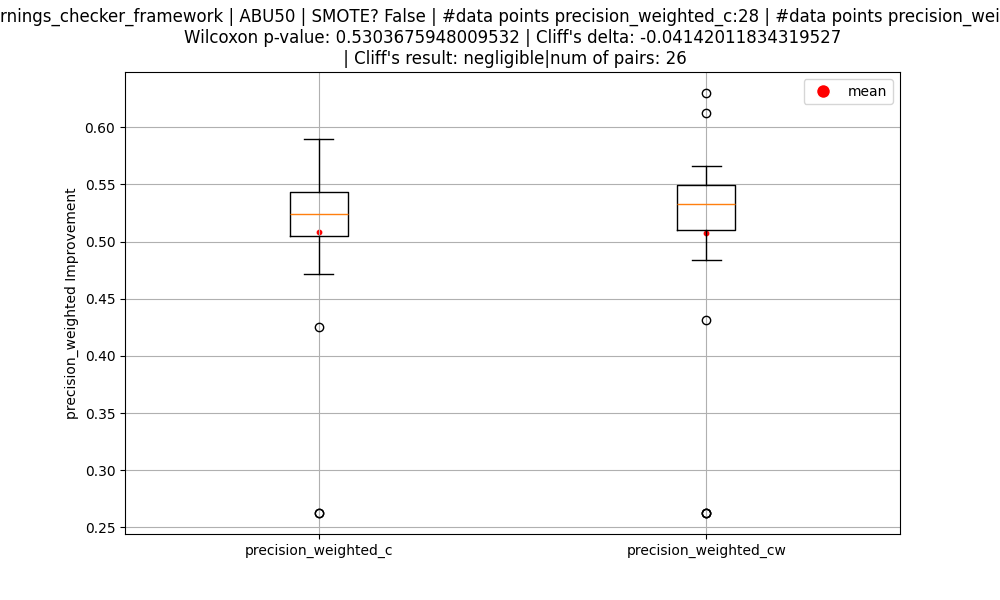 rnings_checker_framework | ABU50 | SMOTE? False | #data points precision_weighted_c:28 | #data points precision_wei
Wilcoxon p-value: 0.5303675948009532 | Cliff's delta: -0.04142011834319527
| Cliff's result: negligible|num of pairs: 26
mean
0.60
0.55
0.50
0.45
0.40
0.35
0.30
0.25
precision_weighted Improvement
precision_weighted_c
precision_weighted_cw